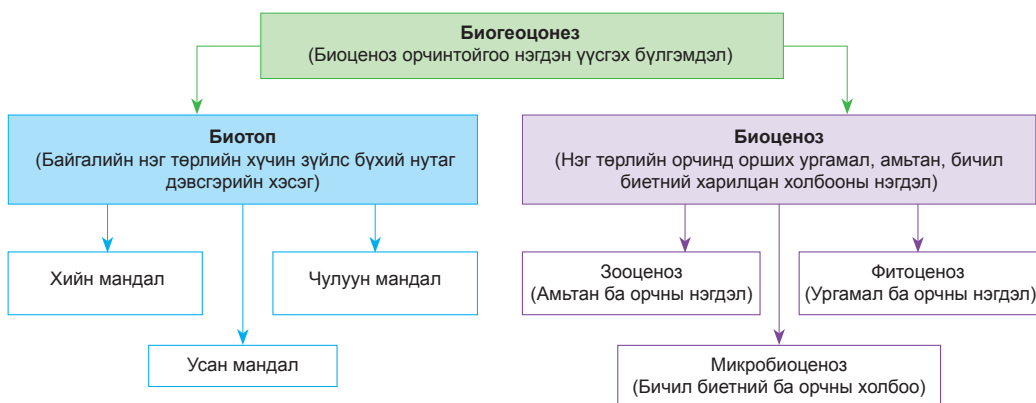 Биогеоцонез
(Биоценоз орчинтойгоо нэгдэн үүсгэх бүлгэмдэл)
Биотоп
(Байгалийн нэг төрлийн хүчин зүйлс бүхий нутаг
дэвсгэрийн хэсэг)
Биоценоз
(Нэг төрлийн орчинд орших ургамал, амьтан, бичил
биетний харилцан холбооны нэгдэл)
Хийн мандал
Чулуун мандал
Усан мандал
Зооценоз
(Амьтан ба орчны нэгдэл)
Фитоценоз
(Ургамал ба орчны нэгдэл)
Микробиоценоз
(Бичил биетний ба орчны холбоо)